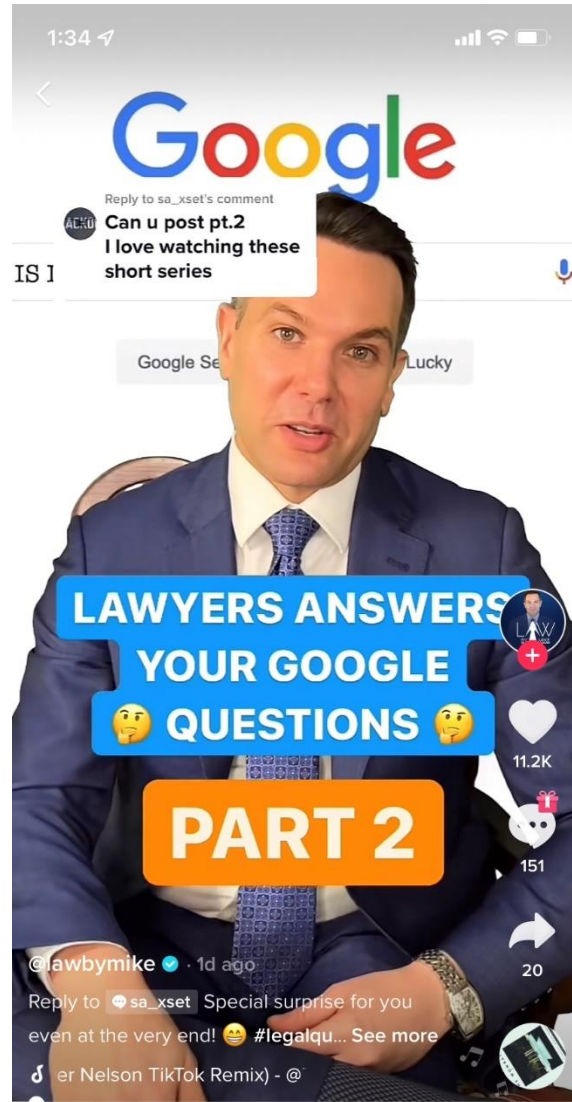 1:34
Google
Reply to sa_xset's comment
Can u post pt.2
I love watching these
short series
IS
Google Se
Lucky
LAWYERS ANSWERS
YOUR GOOGLE
🤔 QUESTIONS 🤔
PART 2
LAW
11.2K
151
20
@lawbymike · 1d ago
Reply to sa_xset Special surprise for you
even at the very end! 😁 #legalqu... See more
er Nelson TikTok Remix) - @